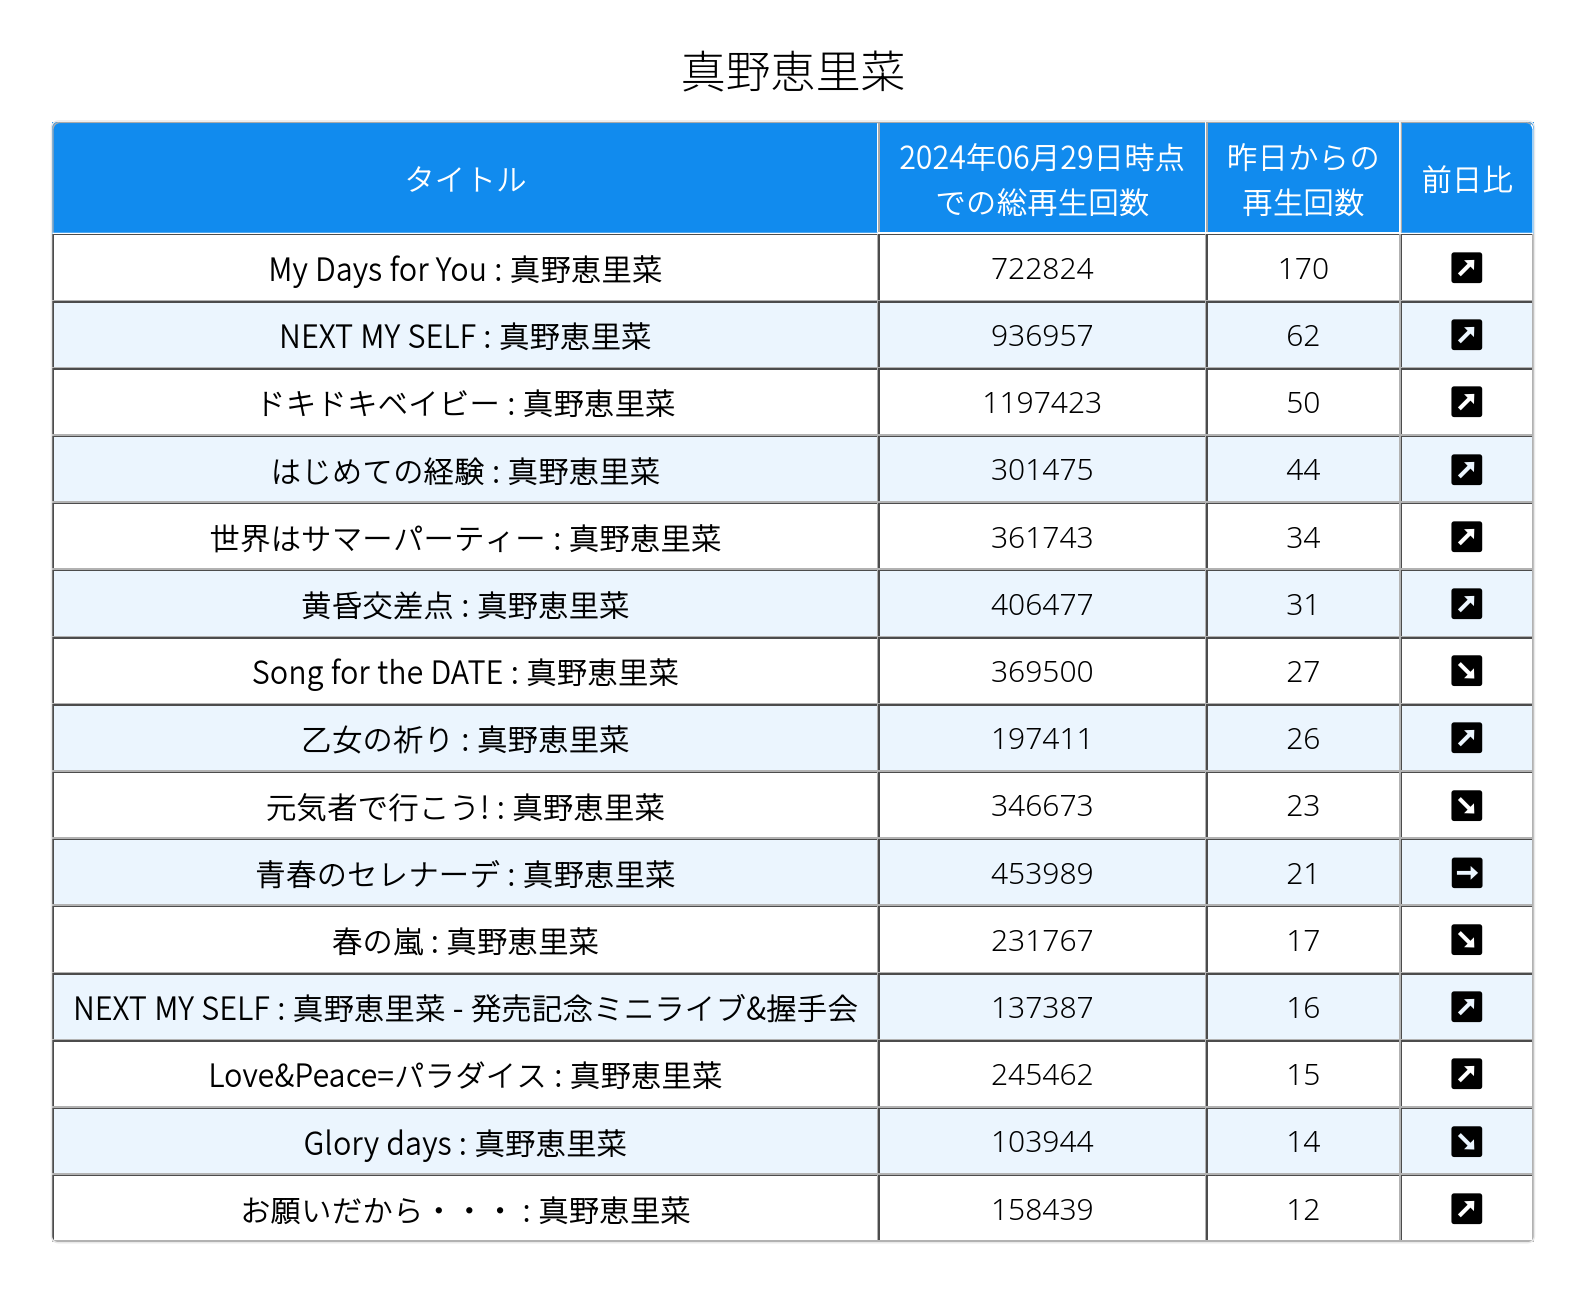 真野恵里菜
タイトル 2024年06月29日時点での総再生回数 昨日からの再生回数 前日比
My Days for You : 真野恵里菜 722824 170 ↗
NEXT MY SELF : 真野恵里菜 936957 62 ↗
ドキドキベイビー : 真野恵里菜 1197423 50 ↗
はじめての経験 : 真野恵里菜 301475 44 ↗
世界はサマーパーティー : 真野恵里菜 361743 34 ↗
黄昏交差点 : 真野恵里菜 406477 31 ↗
Song for the DATE : 真野恵里菜 369500 27 ↘
乙女の祈り : 真野恵里菜 197411 26 ↗
元気者で行こう! : 真野恵里菜 346673 23 ↘
青春のセレナーデ : 真野恵里菜 453989 21 →
春の嵐 : 真野恵里菜 231767 17 ↘
NEXT MY SELF : 真野恵里菜 - 発売記念ミニライブ&握手会 137387 16 ↗
Love&Peace=パラダイス : 真野恵里菜 245462 15 ↗
Glory days : 真野恵里菜 103944 14 ↘
お願いだから・・・ : 真野恵里菜 158439 12 ↗